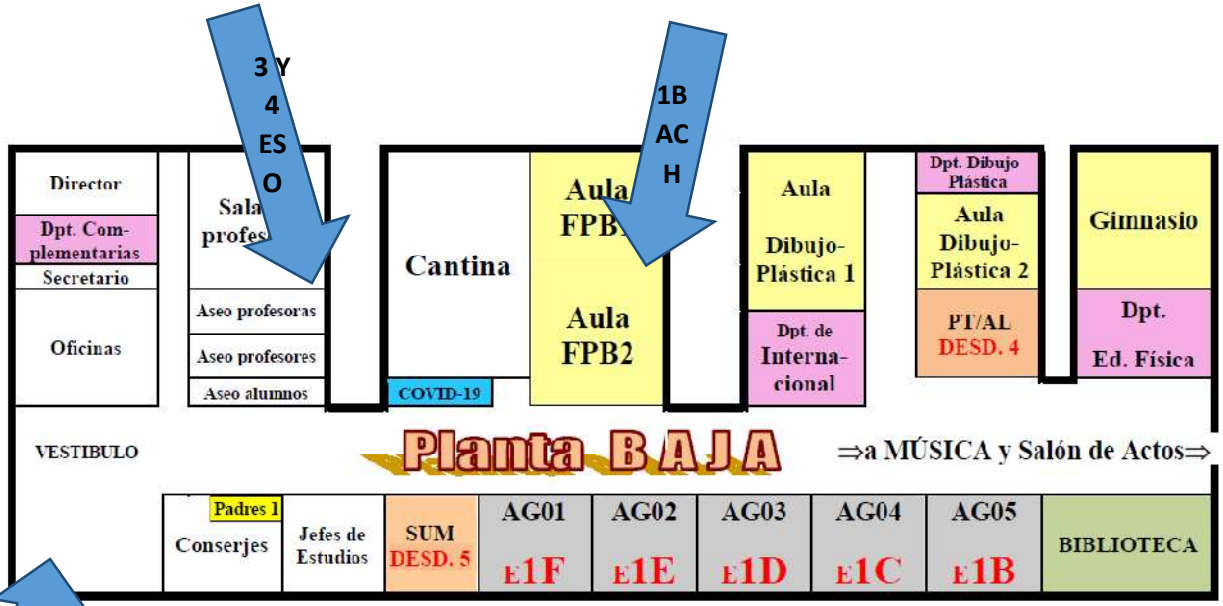 3 Y
4
ES
O
1B
AC
H
Director
Dpt. Com-
plementarias
Secretario
Oficinas
Sala
profes
Aseo profesoras
Aseo profesores
Aseo alumnos
Cantina
COVID-19
Aula
FPB1
Aula
FPB2
Aula
Dibujo-
Plástica 1
Dpt. de
Interna-
cional
Dpt. Dibujo
Plástica
Aula
Dibujo-
Plástica 2
PT/AL
DESD. 4
Gimnasio
Dpt.
Ed. Física
VESTIBULO
Planta BAJA
⇒a MÚSICA y Salón de Actos⇒
Padres 1
Conserjes
Jefes de
Estudios
SUM
DESD. 5
AG01
E1F
AG02
E1E
AG03
E1D
AG04
E1C
AG05
E1B
BIBLIOTECA